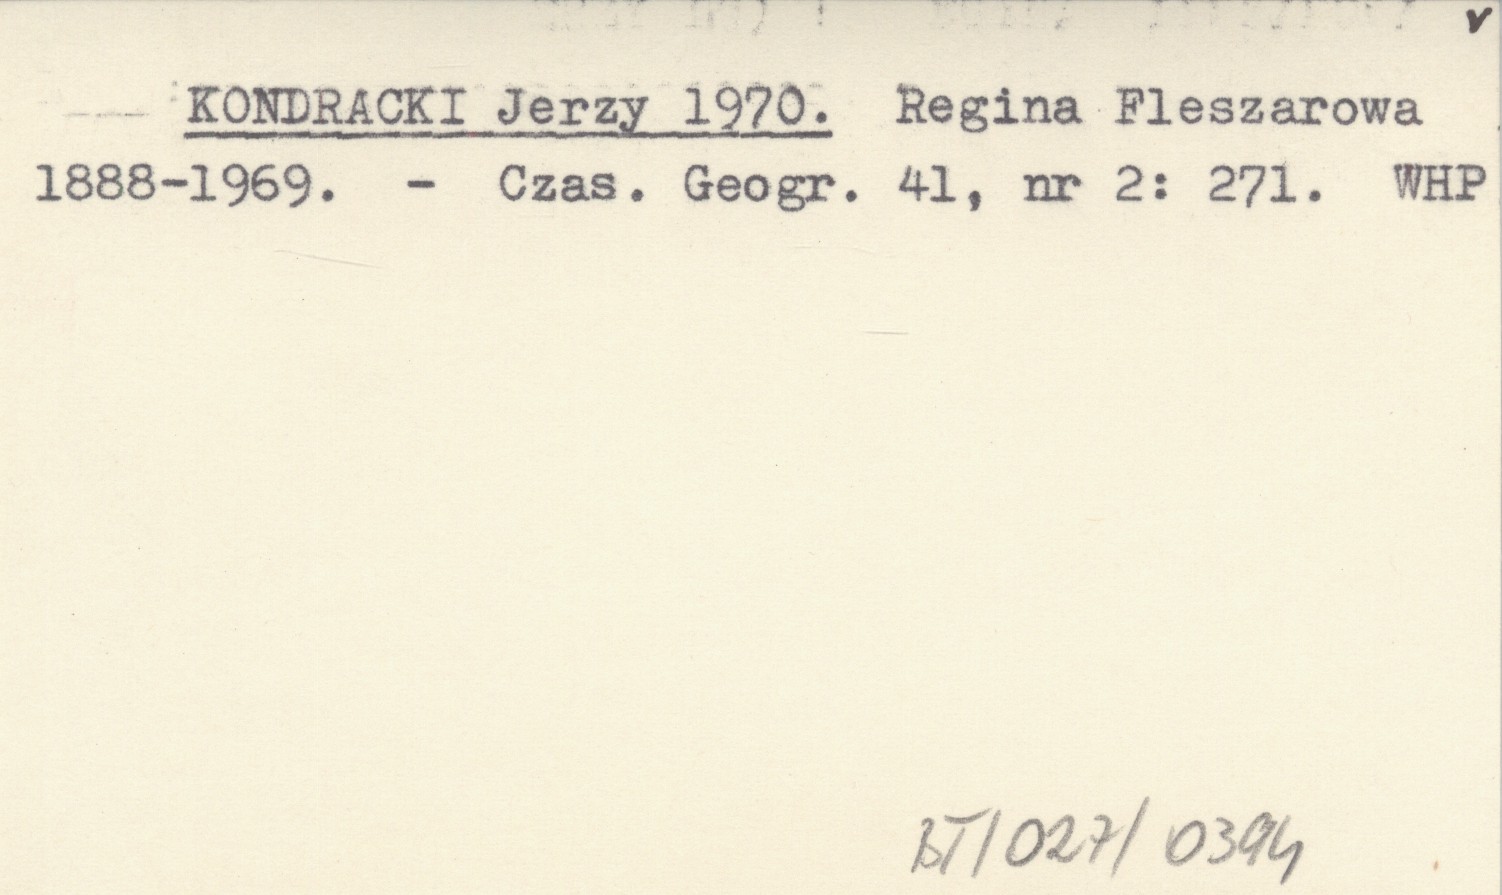 v
KONDRACKI Jerzy 1970. Regina Fleszarowa
1888-1969. - Czas. Geogr. 41, nr 2: 271. WHP
BT/027/0394